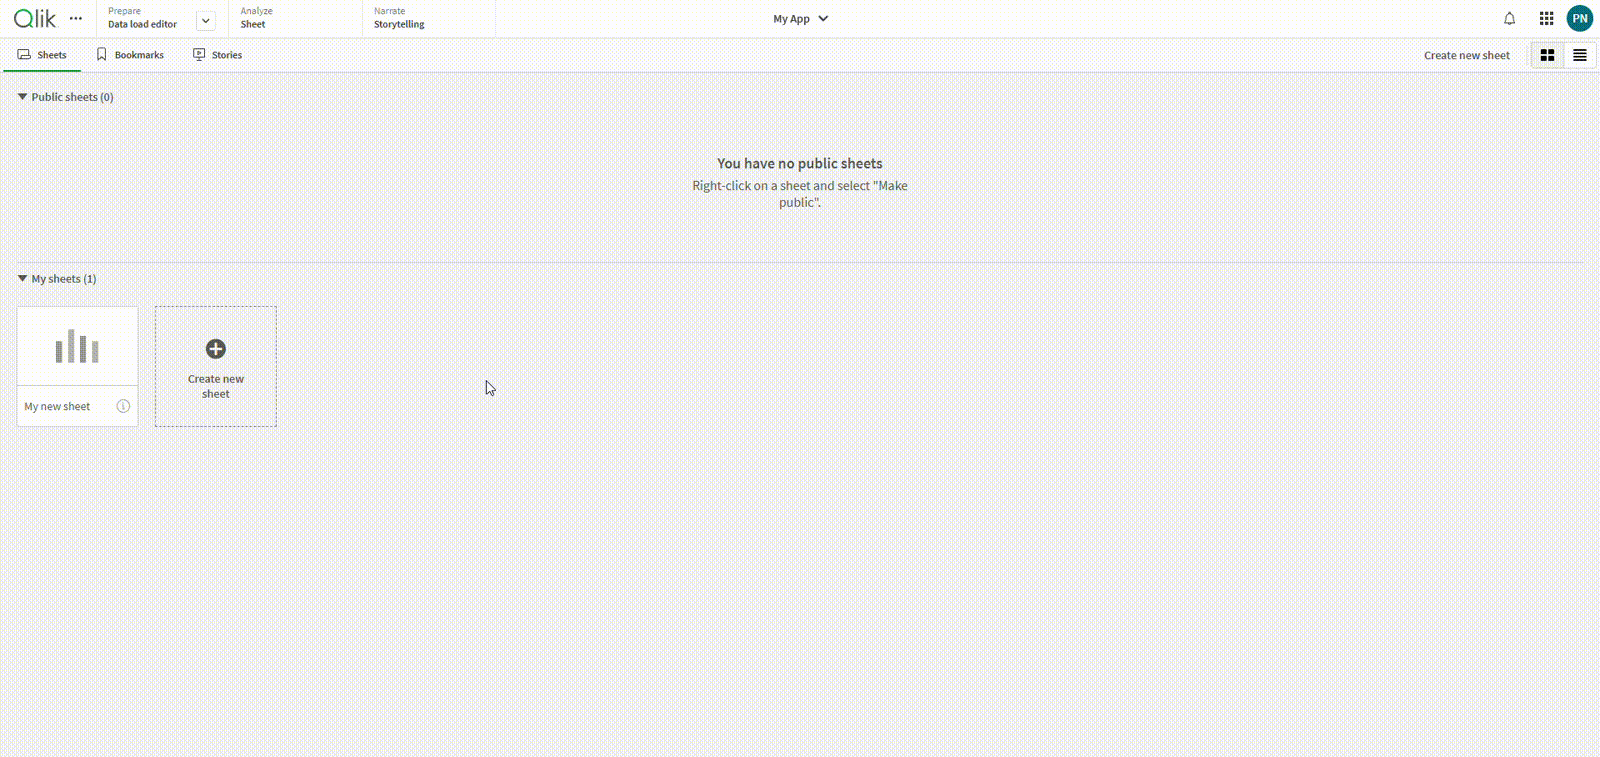 Qlik
Prepare
Data load editor
Analyze
Sheet
Narrate
Storytelling
My App
PN
Sheets
Bookmarks
Stories
Create new sheet
Public sheets (0)
You have no public sheets
Right-click on a sheet and select "Make
public".
My sheets (1)
Create new
sheet
My new sheet